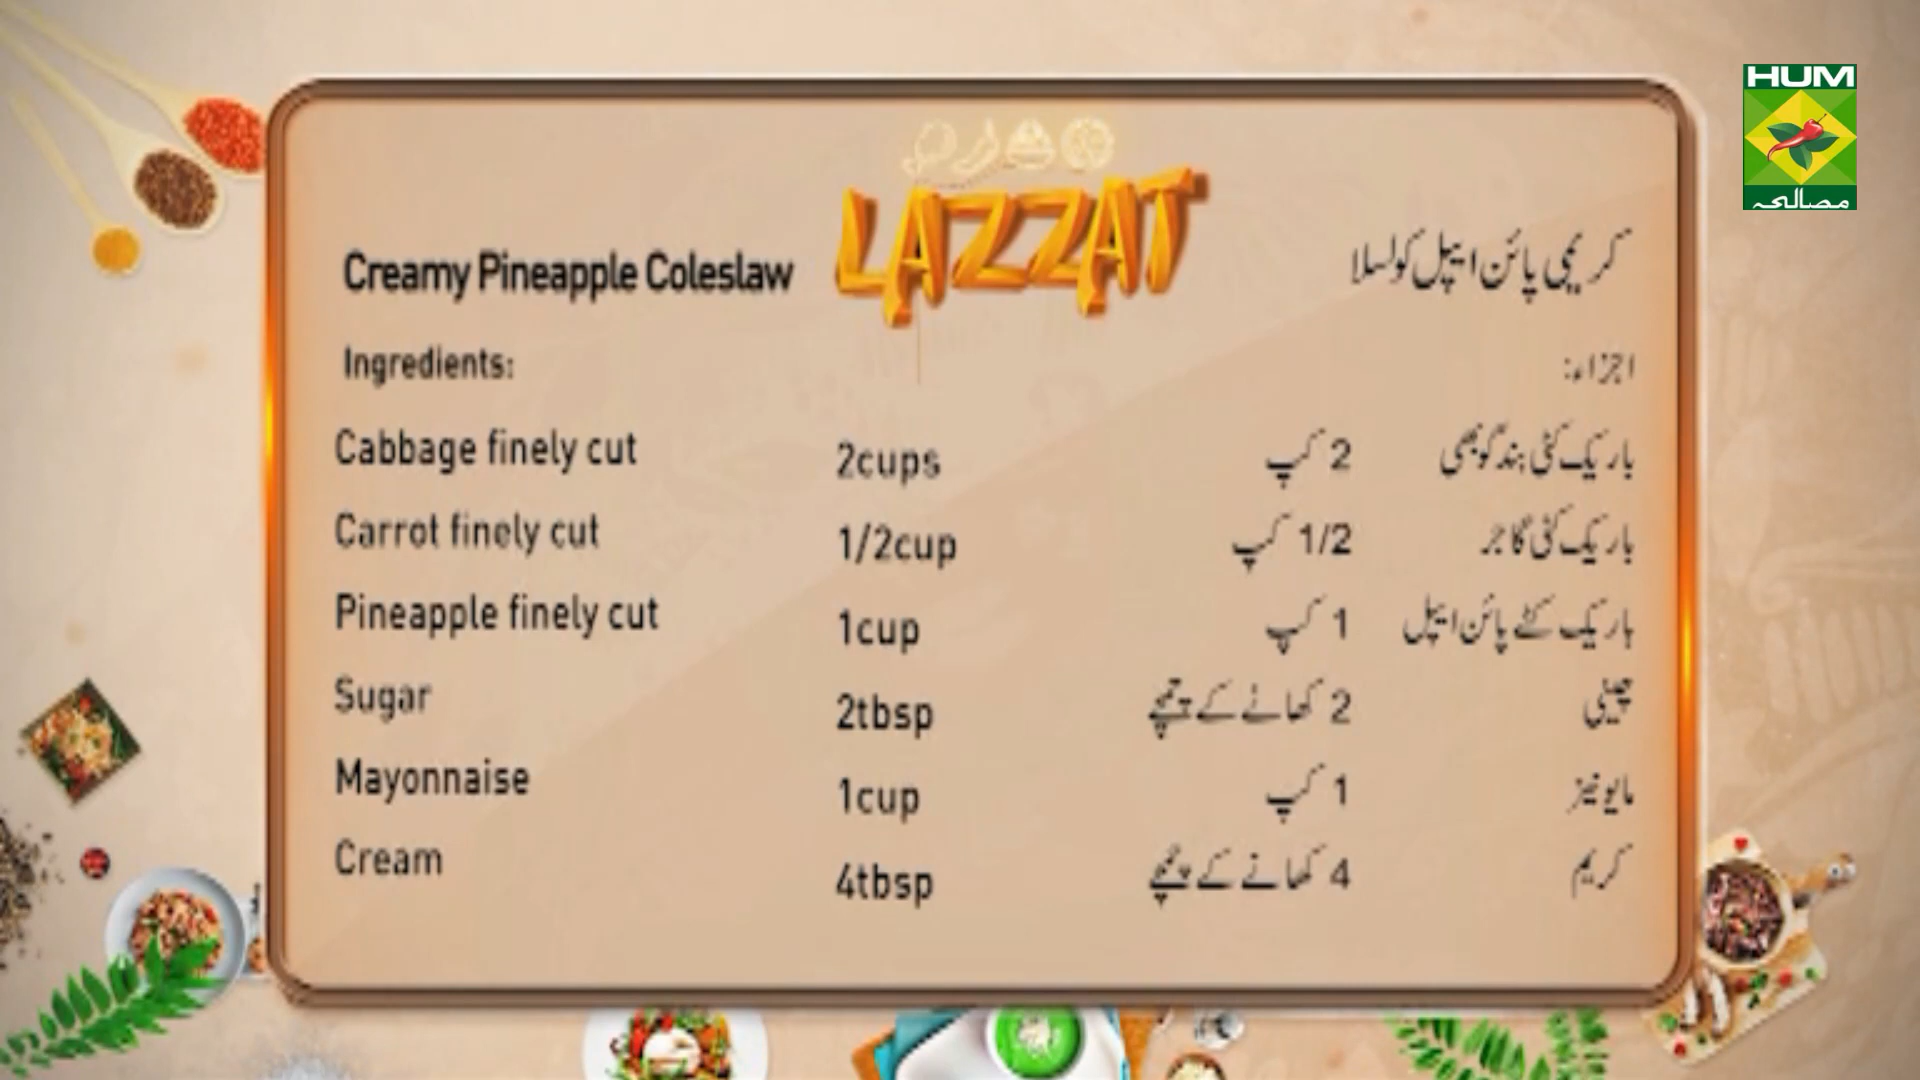 HUM
مصالحہ
LAZZAT
Creamy Pineapple Coleslaw کریمی پائن ایپل کولسلا
Ingredients: اجزاء:
Cabbage finely cut 2cups 2 کپ باریک کٹی بند گوبھی
Carrot finely cut 1/2cup 1/2 کپ باریک کٹی گاجر
Pineapple finely cut 1cup 1 کپ باریک کٹے پائن ایپل
Sugar 2tbsp 2 کھانے کے چمچے چینی
Mayonnaise 1cup 1 کپ مایونیز
Cream 4tbsp 4 کھانے کے چمچے کریم